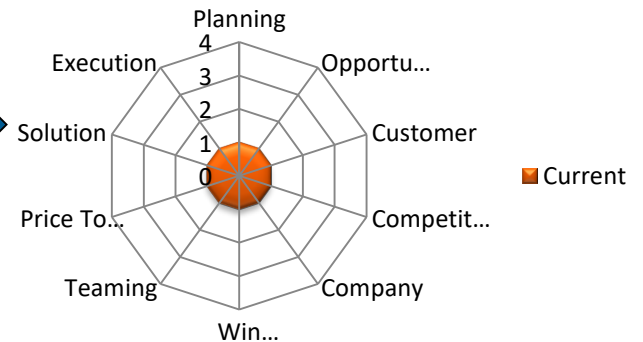 Planning
4
Execution
Opportu...
3
2
Solution
Customer
1
0
Current
Price To...
Competit...
Teaming
Company
Win...